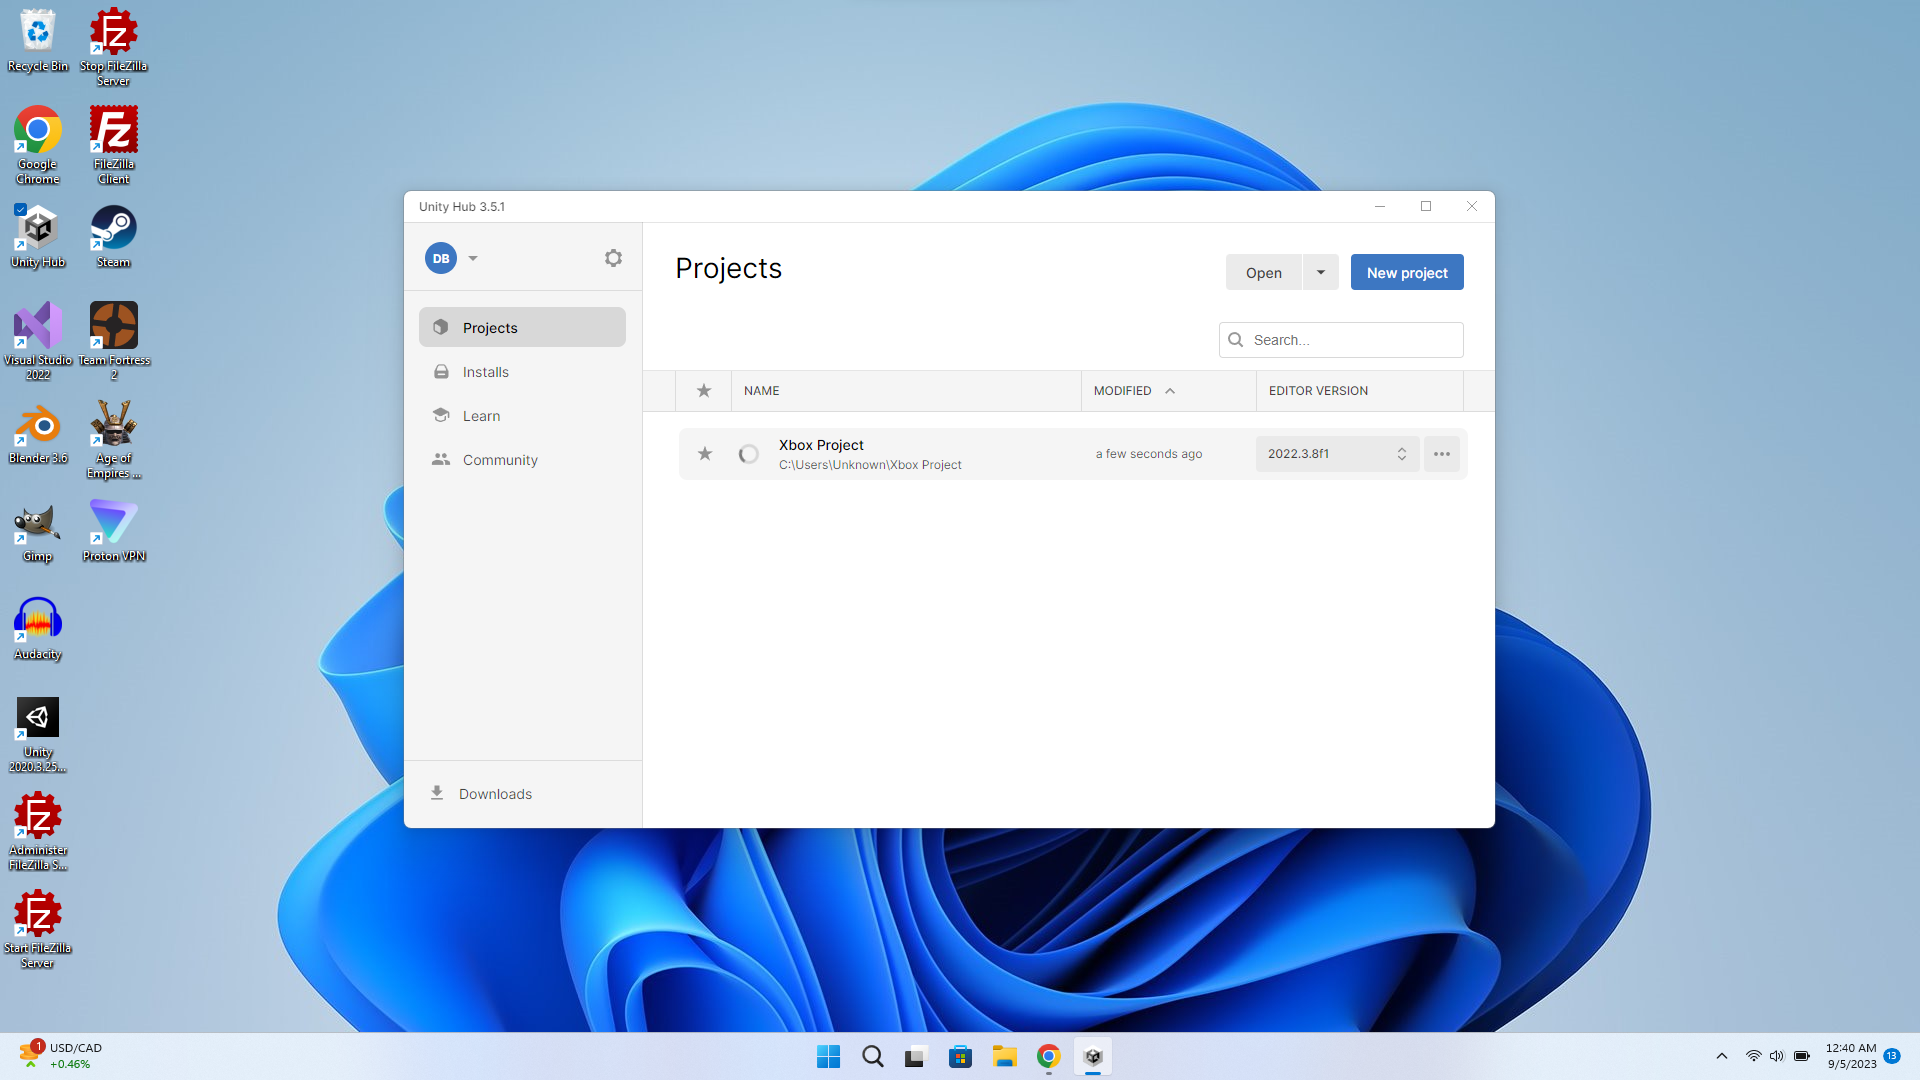 Recycle Bin
Stop FileZilla
Server
Google
Chrome
FileZilla
Client
Unity Hub
Steam
Visual Studio
2022
Team Fortress
2
Blender 3.6
Age of
Empires ...
Gimp
Proton VPN
Audacity
Unity
2020.3.25...
Administer
FileZilla S...
Start FileZilla
Server
Unity Hub 3.5.1
DB
Projects
Installs
Learn
Community
Downloads
Projects
Open
New project
Search...
NAME
MODIFIED
EDITOR VERSION
Xbox Project
C:\Users\Unknown\Xbox Project
a few seconds ago
2022.3.8f1
1
USD/CAD
+0.46%
12:40 AM
9/5/2023
13